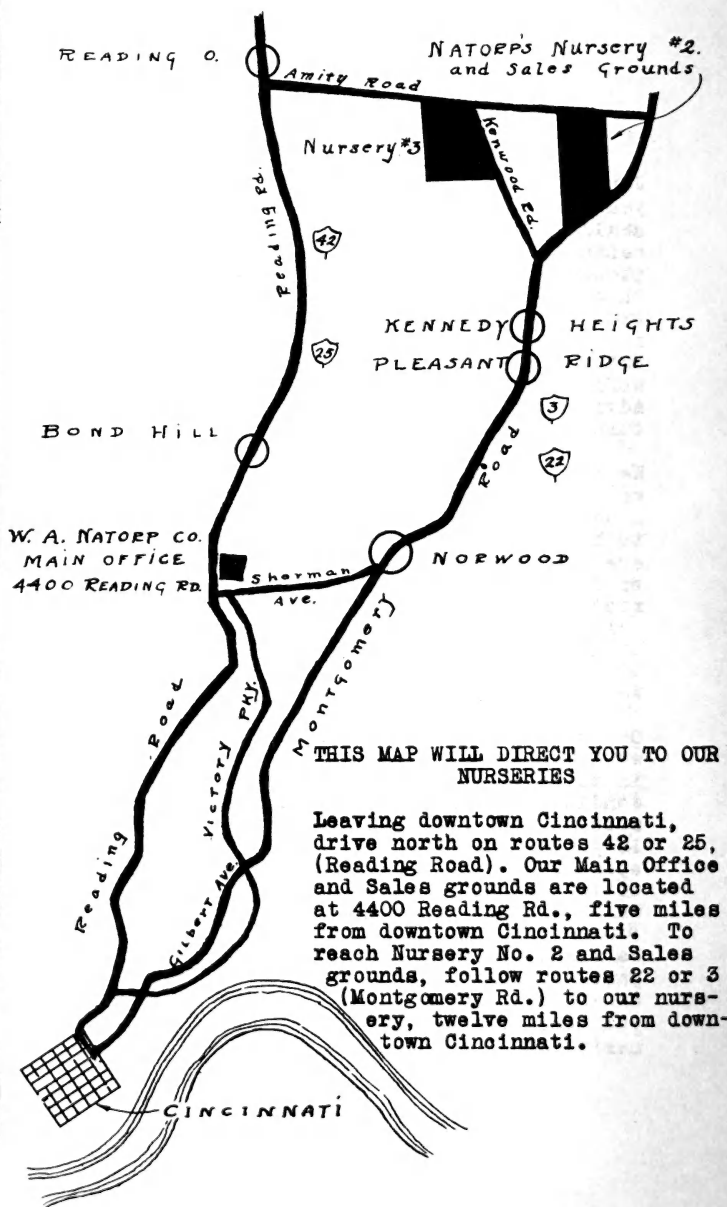 READING O.
NATORP'S Nursery #2.
and Sales Grounds
Amity Road
Nursery #3
Kenwood Rd.
Reading Rd.
42
25
KENNEDY HEIGHTS
PLEASANT RIDGE
3
22
Road
BOND HILL
W. A. NATORP CO.
MAIN OFFICE
4400 READING RD.
Sherman
Ave.
NORWOOD
Montgomery
Reading Road
VICTORY PKY.
Gilbert Ave.
THIS MAP WILL DIRECT YOU TO OUR
NURSERIES
Leaving downtown Cincinnati,
drive north on routes 42 or 25,
(Reading Road). Our Main Office
and Sales grounds are located
at 4400 Reading Rd., five miles
from downtown Cincinnati. To
reach Nursery No. 2 and Sales
grounds, follow routes 22 or 3
(Montgomery Rd.) to our nurs-
ery, twelve miles from down-
town Cincinnati.
CINCINNATI